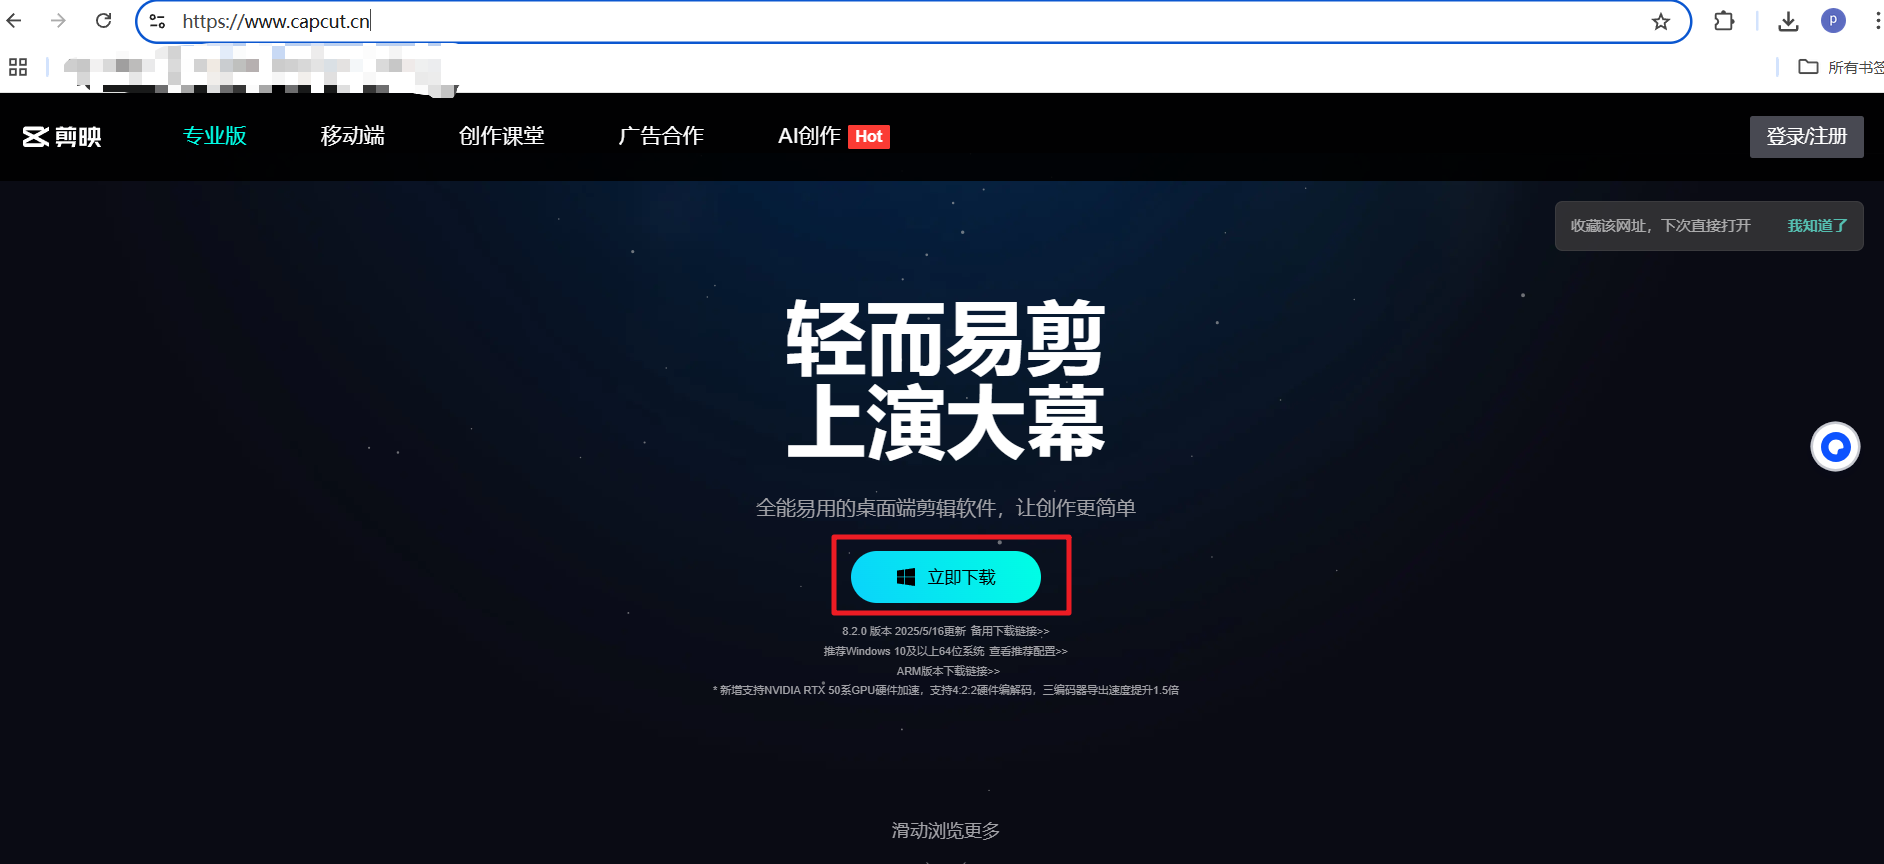 https://www.capcut.cn
P
所有书签
剪映
专业版
移动端
创作课堂
广告合作
AI创作 Hot
登录/注册
收藏该网址，下次直接打开 我知道了
轻而易剪
上演大幕
全能易用的桌面端剪辑软件，让创作更简单
立即下载
8.2.0 版本 2025/5/16更新 备用下载链接>>
推荐Windows 10及以上64位系统 查看推荐配置>>
ARM版本下载链接>>
* 新增支持NVIDIA RTX 50系GPU硬件加速，支持4:2:2硬件编解码，三编码器导出速度提升1.5倍
滑动浏览更多